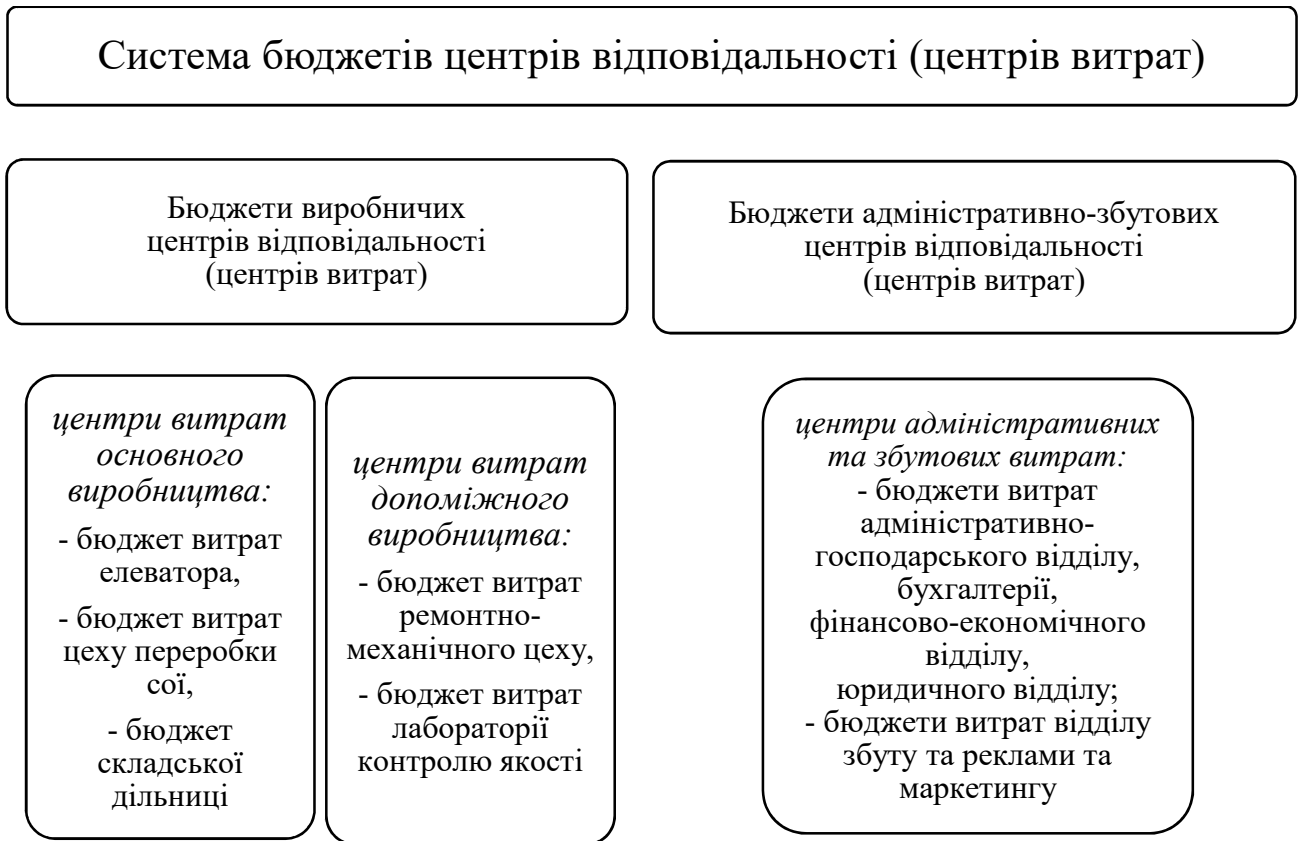 Система бюджетів центрів відповідальності (центрів витрат)
Бюджети виробничих
центрів відповідальності
(центрів витрат)
Бюджети адміністративно-збутових
центрів відповідальності
(центрів витрат)
центри витрат
основного
виробництва:
- бюджет витрат
елеватора,
- бюджет витрат
цеху переробки
сої,
- бюджет
складської
дільниці
центри витрат
допоміжного
виробництва:
- бюджет витрат
ремонтно-
механічного цеху,
- бюджет витрат
лабораторії
контролю якості
центри адміністративних
та збутових витрат:
- бюджети витрат
адміністративно-
господарського відділу,
бухгалтерії,
фінансово-економічного
відділу,
юридичного відділу;
- бюджети витрат відділу
збуту та реклами та
маркетингу